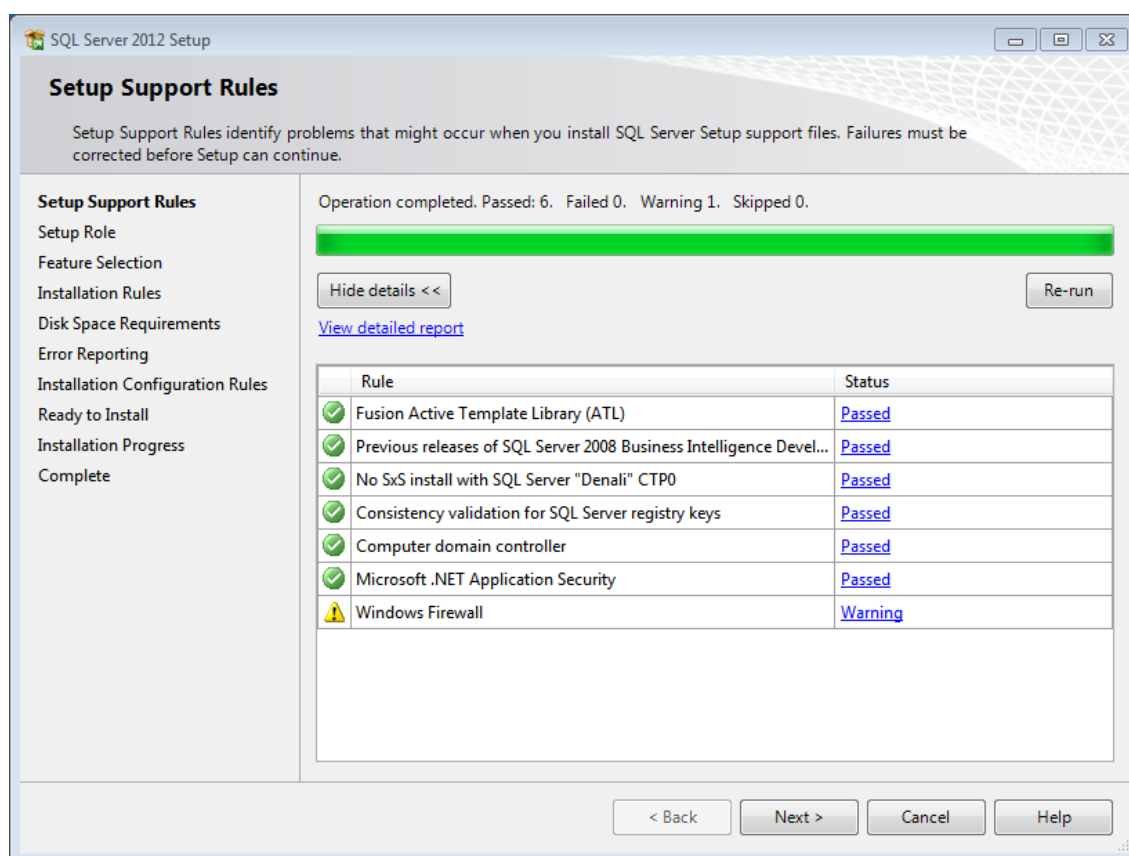 SQL Server 2012 Setup
Setup Support Rules
Setup Support Rules identify problems that might occur when you install SQL Server Setup support files. Failures must be
corrected before Setup can continue.
Setup Support Rules
Setup Role
Feature Selection
Installation Rules
Disk Space Requirements
Error Reporting
Installation Configuration Rules
Ready to Install
Installation Progress
Complete
Operation completed. Passed: 6. Failed 0. Warning 1. Skipped 0.
Hide details <<
Re-run
View detailed report
Rule Status
Fusion Active Template Library (ATL) Passed
Previous releases of SQL Server 2008 Business Intelligence Devel... Passed
No SxS install with SQL Server "Denali" CTP0 Passed
Consistency validation for SQL Server registry keys Passed
Computer domain controller Passed
Microsoft .NET Application Security Passed
Windows Firewall Warning
< Back Next > Cancel Help